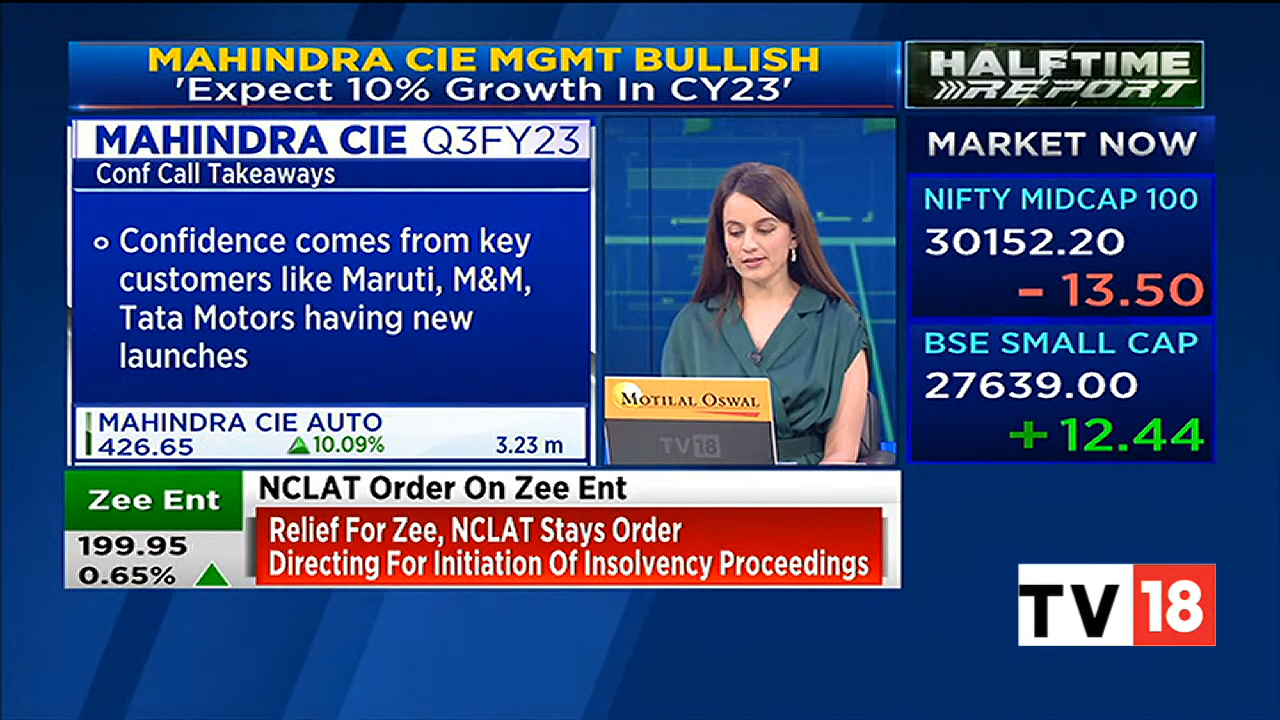 MAHINDRA CIE MGMT BULLISH
'Expect 10% Growth In CY23'
HALFTIME
REPORT
MAHINDRA CIE Q3FY23
Conf Call Takeaways
Confidence comes from key
customers like Maruti, M&M,
Tata Motors having new
launches
MAHINDRA CIE AUTO
426.65 ▲10.09% 3.23 m
MOTILAL OSWAL
TV18
MARKET NOW
NIFTY MIDCAP 100
30152.20
- 13.50
BSE SMALL CAP
27639.00
+ 12.44
Zee Ent
199.95
0.65% ▲
NCLAT Order On Zee Ent
Relief For Zee, NCLAT Stays Order
Directing For Initiation Of Insolvency Proceedings
TV18